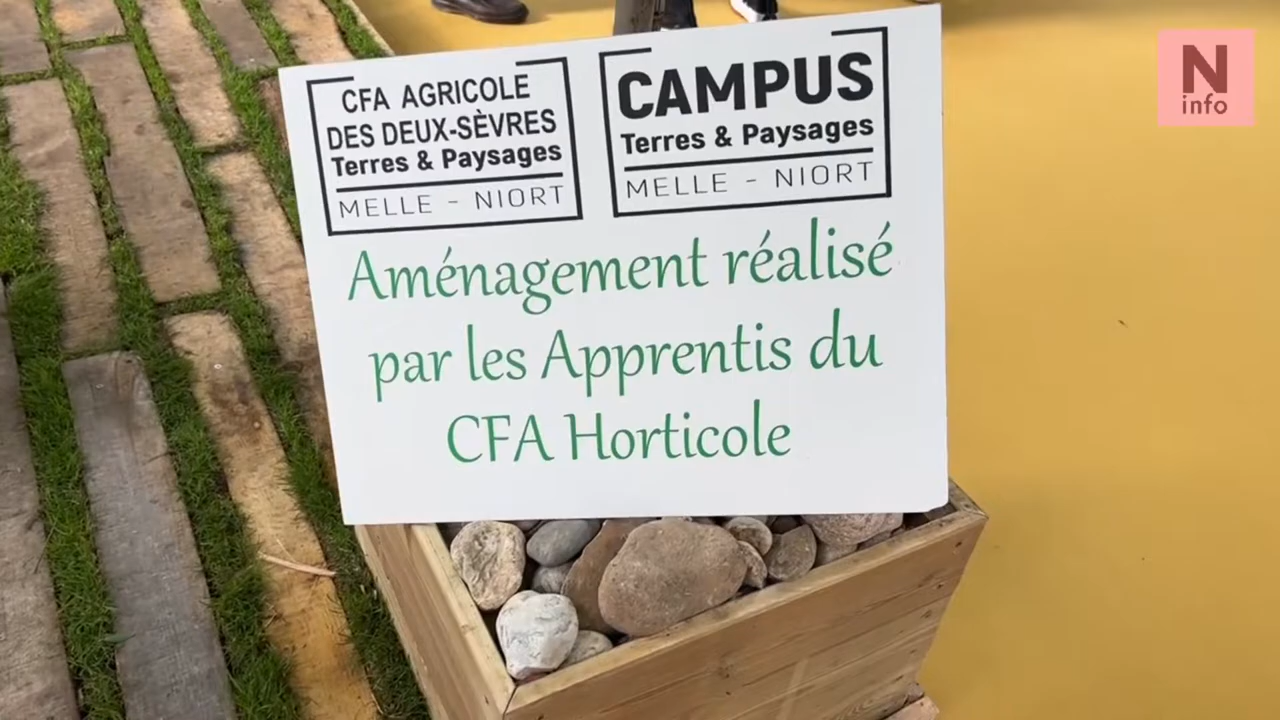 CFA AGRICOLE
DES DEUX-SÈVRES
Terres & Paysages
MELLE - NIORT
CAMPUS
Terres & Paysages
MELLE - NIORT
Aménagement réalisé
par les Apprentis du
CFA Horticole
N
info